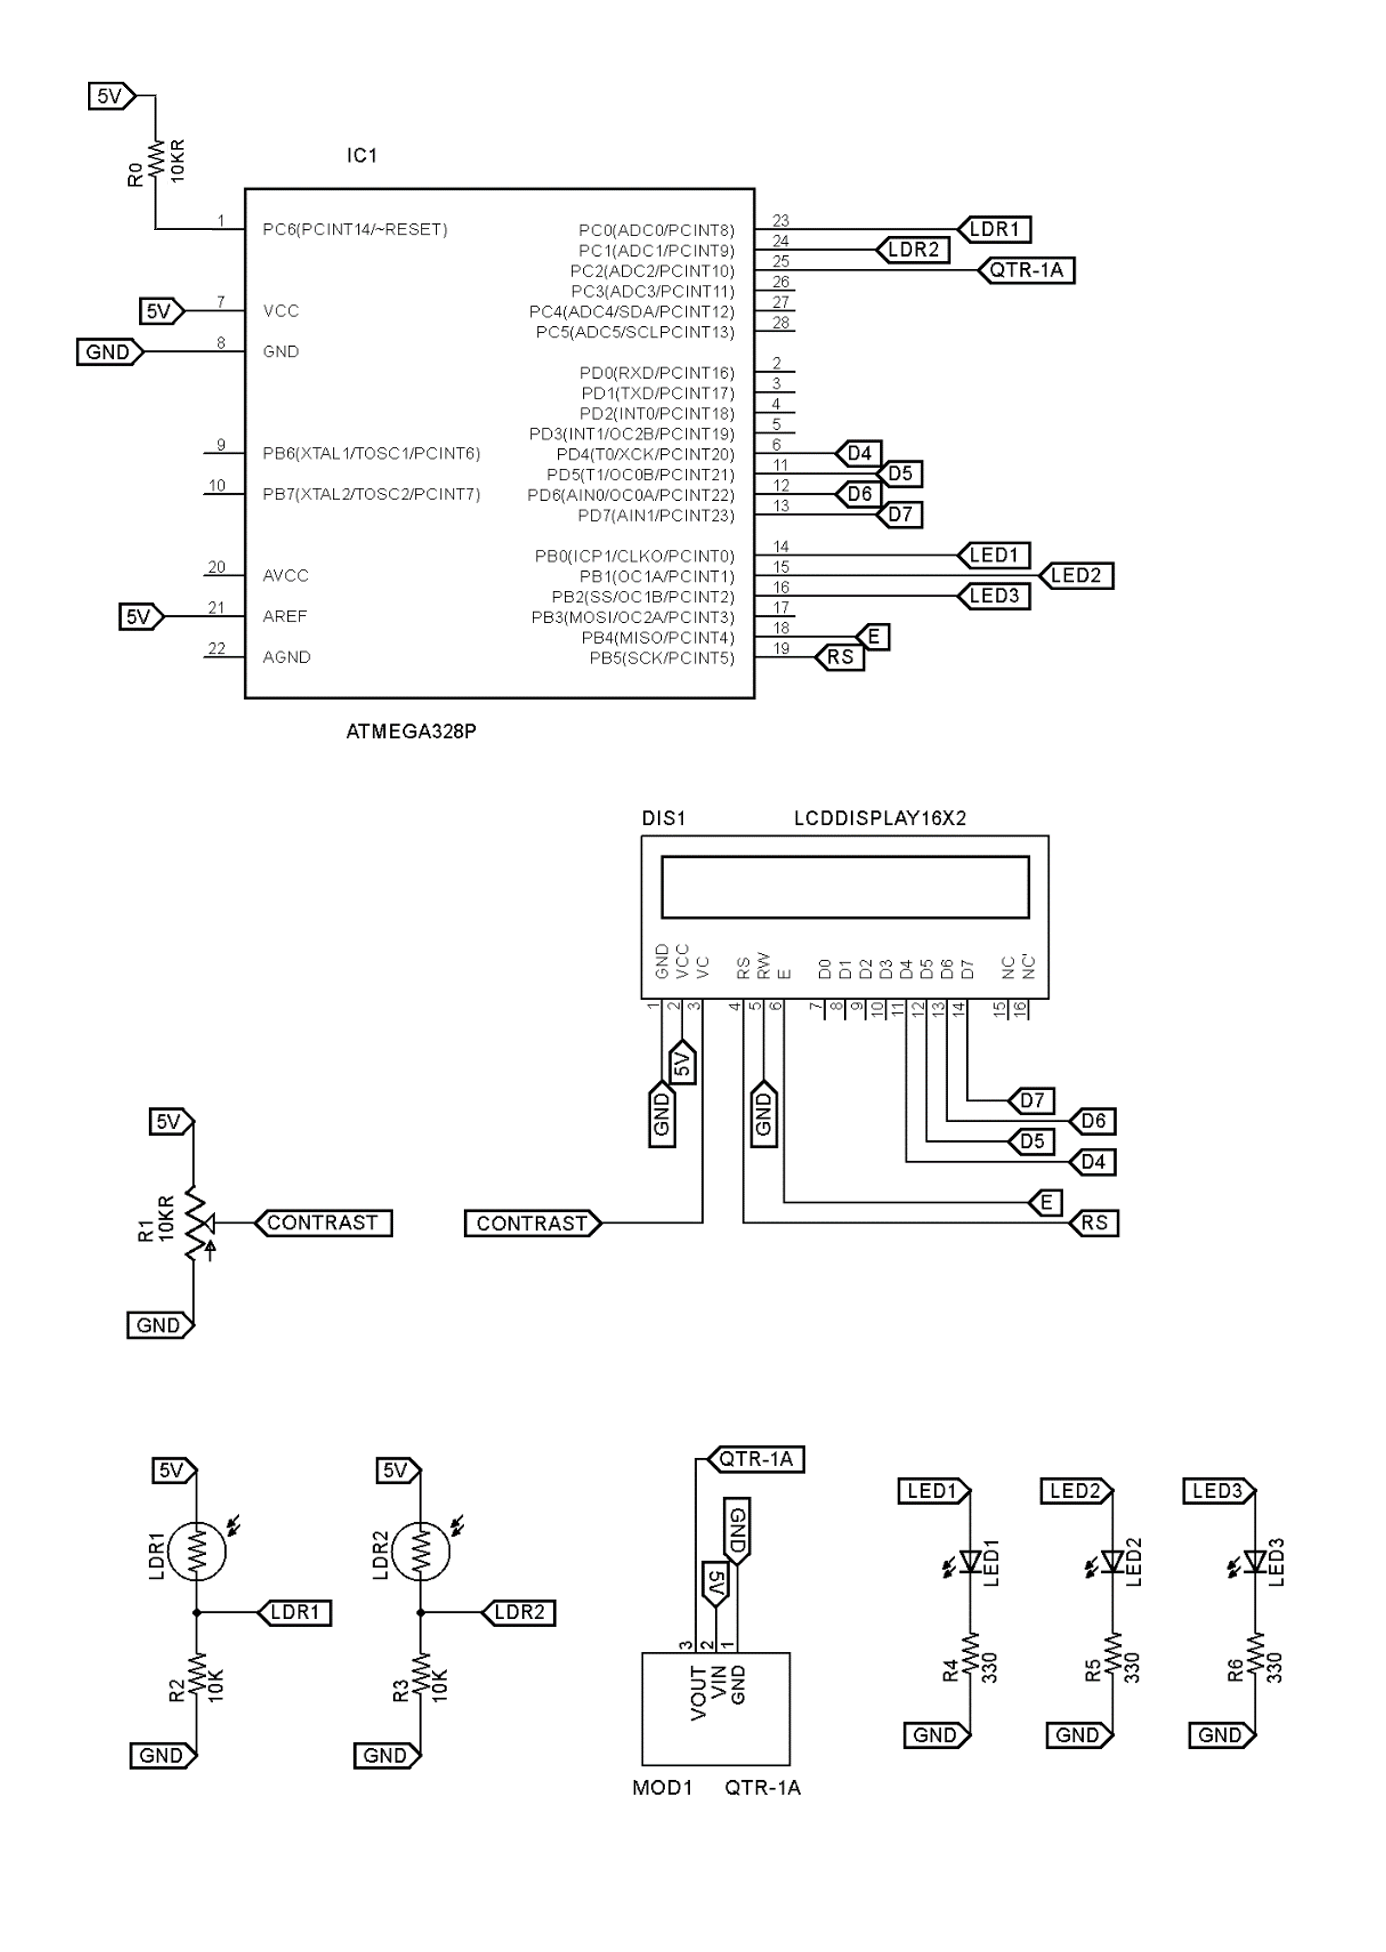 5V
R0
10KR
IC1
1
PC6(PCINT14/~RESET)
5V
7
VCC
GND
8
GND
9
PB6(XTAL1/TOSC1/PCINT6)
10
PB7(XTAL2/TOSC2/PCINT7)
20
AVCC
5V
21
AREF
22
AGND
PC0(ADC0/PCINT8)
23
LDR1
PC1(ADC1/PCINT9)
24
LDR2
PC2(ADC2/PCINT10)
25
QTR-1A
PC3(ADC3/PCINT11)
26
PC4(ADC4/SDA/PCINT12)
27
PC5(ADC5/SCLPCINT13)
28
PD0(RXD/PCINT16)
2
PD1(TXD/PCINT17)
3
PD2(INT0/PCINT18)
4
PD3(INT1/OC2B/PCINT19)
5
PD4(T0/XCK/PCINT20)
6
D4
PD5(T1/OC0B/PCINT21)
11
D5
PD6(AIN0/OC0A/PCINT22)
12
D6
PD7(AIN1/PCINT23)
13
D7
PB0(ICP1/CLKO/PCINT0)
14
LED1
PB1(OC1A/PCINT1)
15
LED2
PB2(SS/OC1B/PCINT2)
16
LED3
PB3(MOSI/OC2A/PCINT3)
17
PB4(MISO/PCINT4)
18
E
PB5(SCK/PCINT5)
19
RS
ATMEGA328P
DIS1
LCDDISPLAY16X2
GND
VCC
VC
RS
RW
E
D0
D1
D2
D3
D4
D5
D6
D7
NC
NC'
1
2
3
4
5
6
7
8
9
10
11
12
13
14
15
16
5V
GND
GND
D7
D6
D5
D4
E
RS
CONTRAST
5V
R1
10KR
CONTRAST
GND
5V
LDR1
LDR1
R2
10K
GND
5V
LDR2
LDR2
R3
10K
GND
QTR-1A
GND
5V
3
2
1
VOUT
VIN
GND
MOD1
QTR-1A
LED1
LED1
R4
330
GND
LED2
LED2
R5
330
GND
LED3
LED3
R6
330
GND